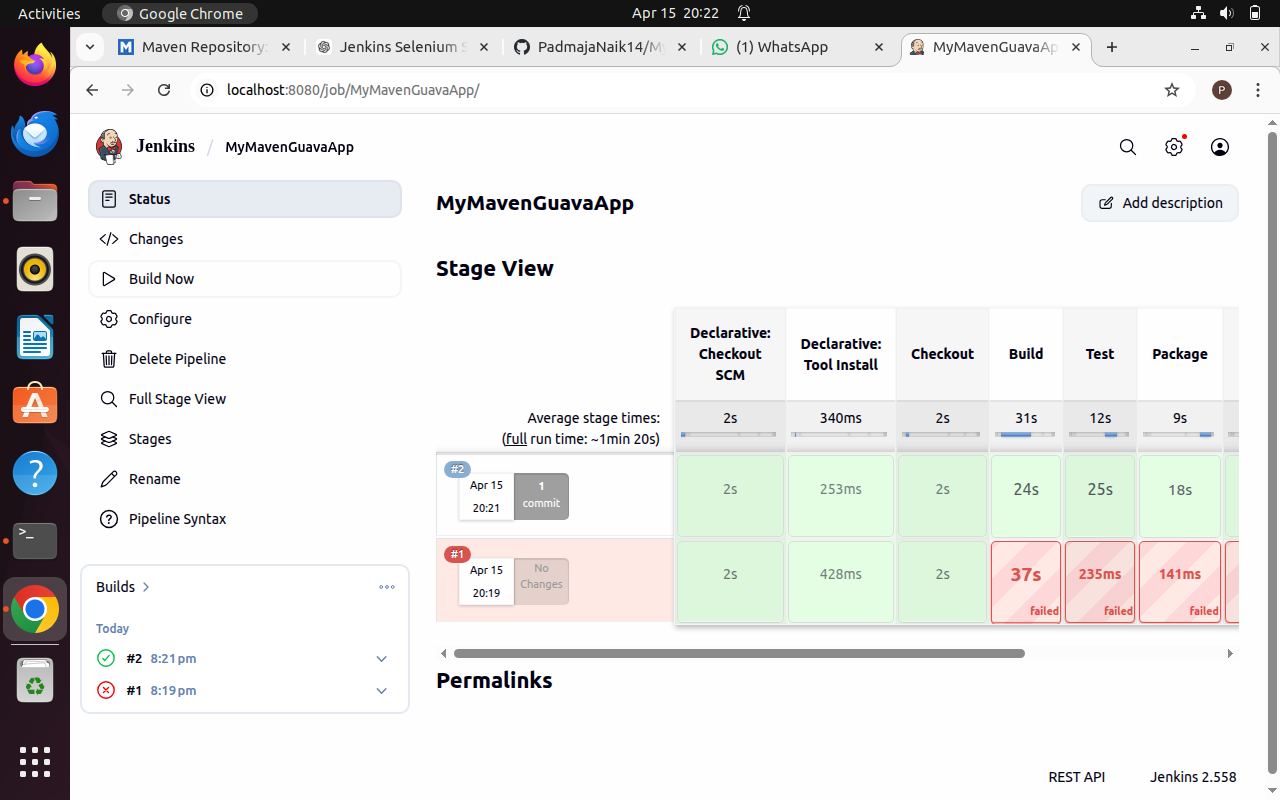 Activities
Google Chrome
Apr 15 20:22
Maven Repository:
Jenkins Selenium S
PadmajaNaik14/My
(1) WhatsApp
MyMavenGuavaAp
localhost:8080/job/MyMavenGuavaApp/
P
Jenkins / MyMavenGuavaApp
Status
Changes
Build Now
Configure
Delete Pipeline
Full Stage View
Stages
Rename
Pipeline Syntax
Builds
Today
#2 8:21 pm
#1 8:19 pm
MyMavenGuavaApp
Add description
Stage View
Declarative:
Checkout
SCM
Declarative:
Tool Install
Checkout
Build
Test
Package
Average stage times:
(full run time: ~1min 20s)
2s
340ms
2s
31s
12s
9s
#2
Apr 15
20:21
1
commit
2s
253ms
2s
24s
25s
18s
#1
Apr 15
20:19
No
Changes
2s
428ms
2s
37s
failed
235ms
failed
141ms
failed
Permalinks
REST API
Jenkins 2.558